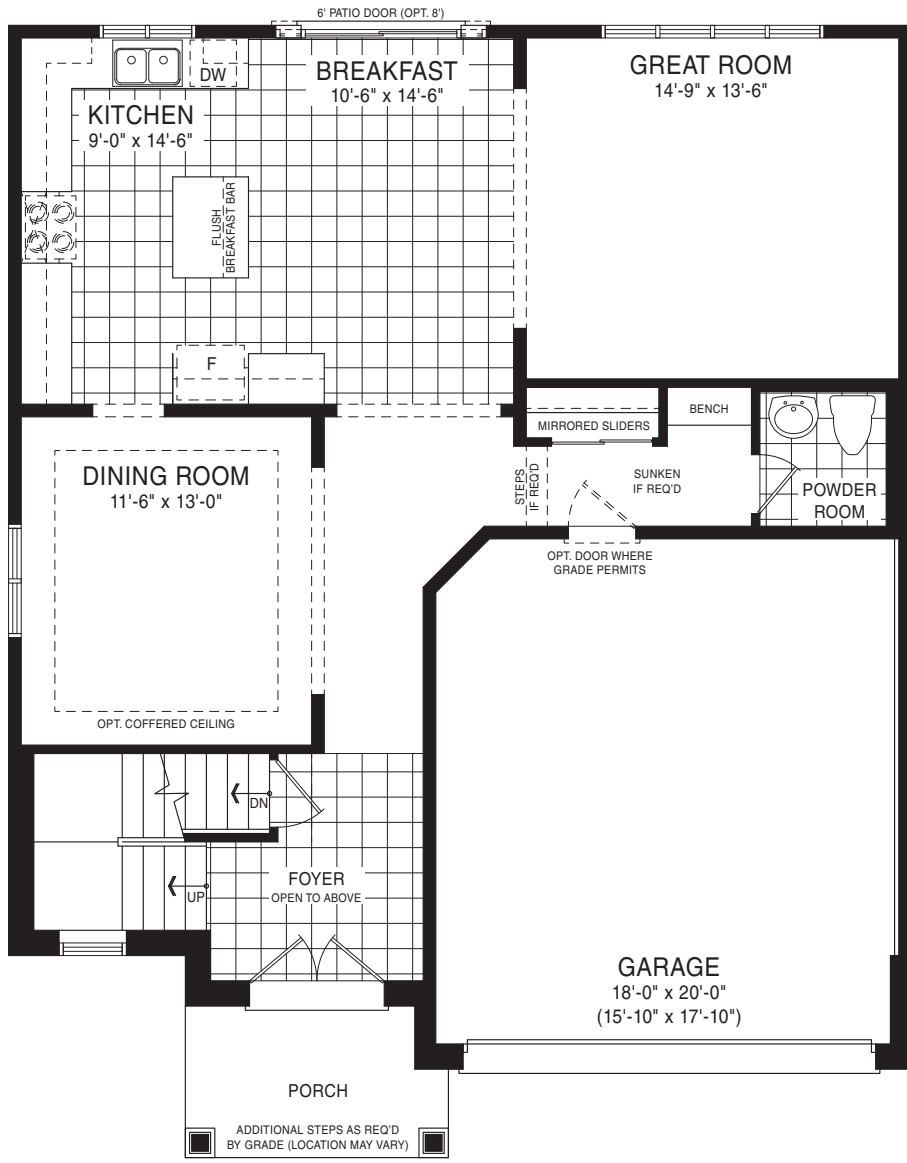 6' PATIO DOOR (OPT. 8')
DW
KITCHEN
9'-0" x 14'-6"
BREAKFAST
10'-6" x 14'-6"
GREAT ROOM
14'-9" x 13'-6"
FLUSH
BREAKFAST BAR
F
MIRRORED SLIDERS
BENCH
STEPS
IF REQ'D
SUNKEN
IF REQ'D
POWDER
ROOM
DINING ROOM
11'-6" x 13'-0"
OPT. COFFERED CEILING
OPT. DOOR WHERE
GRADE PERMITS
DN
UP
FOYER
OPEN TO ABOVE
GARAGE
18'-0" x 20'-0"
(15'-10" x 17'-10")
PORCH
ADDITIONAL STEPS AS REQ'D
BY GRADE (LOCATION MAY VARY)